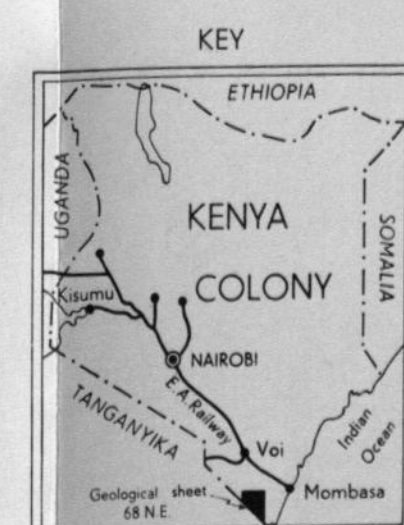 KEY
ETHIOPIA
UGANDA
KENYA
COLONY
SOMALIA
Kisumu
NAIROBI
E.A. Railway
TANGANYIKA
Voi
Indian
Ocean
Geological sheet
68 N.E.
Mombasa